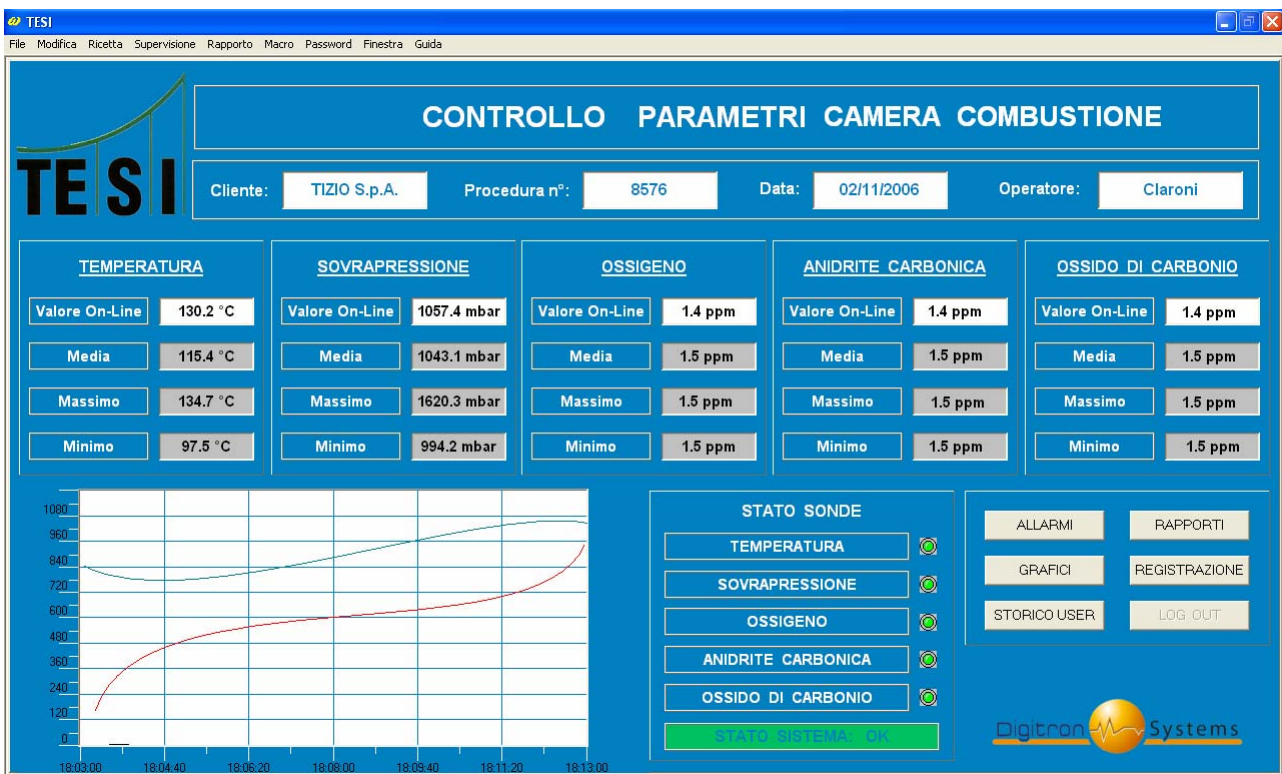 TESI
File Modifica Ricetta Supervisione Rapporto Macro Password Finestra Guida
TESI
CONTROLLO PARAMETRI CAMERA COMBUSTIONE
Cliente: TIZIO S.p.A. Procedura n°: 8576 Data: 02/11/2006 Operatore: Claroni
TEMPERATURA
Valore On-Line 130.2 °C
Media 115.4 °C
Massimo 134.7 °C
Minimo 97.5 °C
SOVRAPRESSIONE
Valore On-Line 1057.4 mbar
Media 1043.1 mbar
Massimo 1620.3 mbar
Minimo 994.2 mbar
OSSIGENO
Valore On-Line 1.4 ppm
Media 1.5 ppm
Massimo 1.5 ppm
Minimo 1.5 ppm
ANIDRITE CARBONICA
Valore On-Line 1.4 ppm
Media 1.5 ppm
Massimo 1.5 ppm
Minimo 1.5 ppm
OSSIDO DI CARBONIO
Valore On-Line 1.4 ppm
Media 1.5 ppm
Massimo 1.5 ppm
Minimo 1.5 ppm
1080
960
840
720
600
480
360
240
120
0
18:03:00 18:04:40 18:06:20 18:08:00 18:09:40 18:11:20 18:13:00
STATO SONDE
TEMPERATURA
SOVRAPRESSIONE
OSSIGENO
ANIDRITE CARBONICA
OSSIDO DI CARBONIO
STATO SISTEMA: OK
ALLARMI RAPPORTI
GRAFICI REGISTRAZIONE
STORICO USER LOG OUT
Digitron Systems